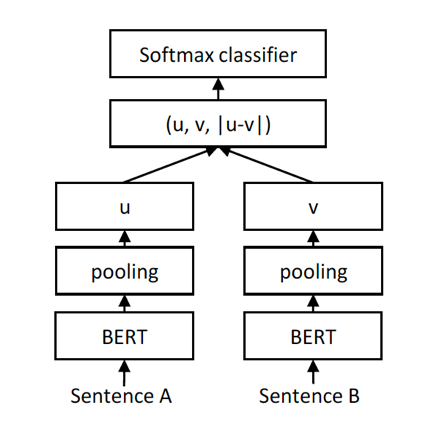 Softmax classifier
(u, v, |u-v|)
u
v
pooling
pooling
BERT
BERT
Sentence A
Sentence B